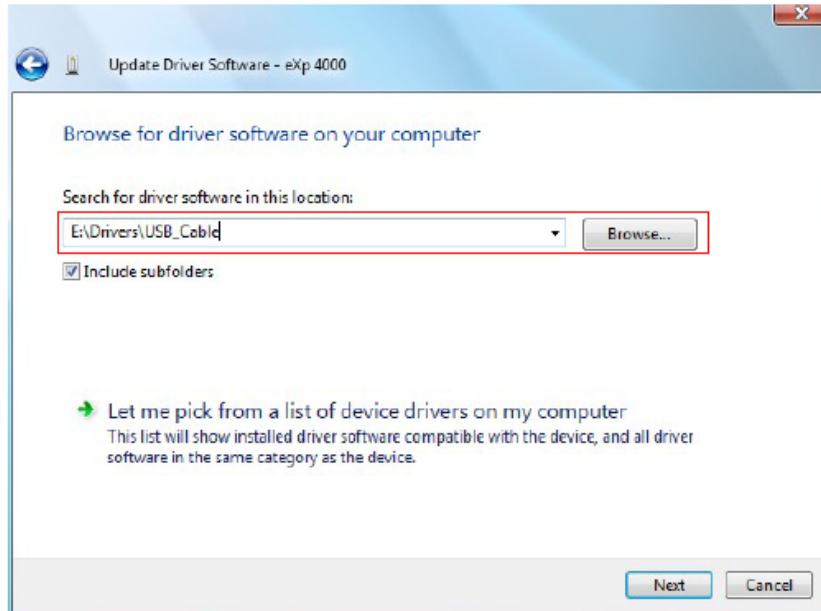 Update Driver Software - eXp 4000
Browse for driver software on your computer
Search for driver software in this location:
E:\Drivers\USB_Cable
Browse...
Include subfolders
Let me pick from a list of device drivers on my computer
This list will show installed driver software compatible with the device, and all driver
software in the same category as the device.
Next
Cancel